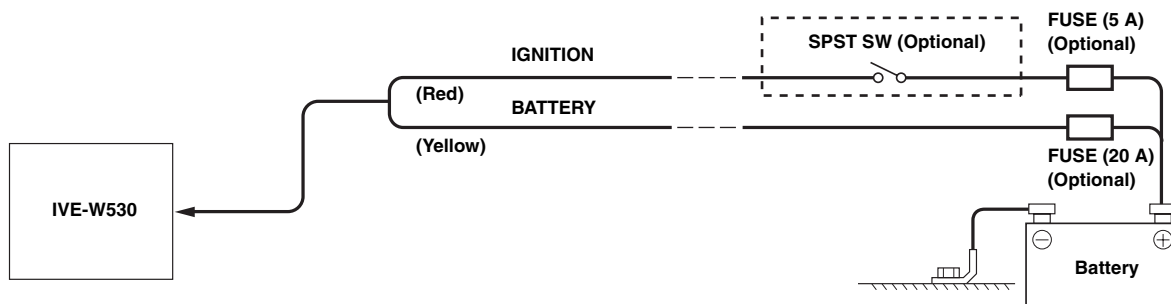 FUSE (5 A)
(Optional)
SPST SW (Optional)
IGNITION
(Red)
BATTERY
(Yellow)
FUSE (20 A)
(Optional)
IVE-W530
Battery